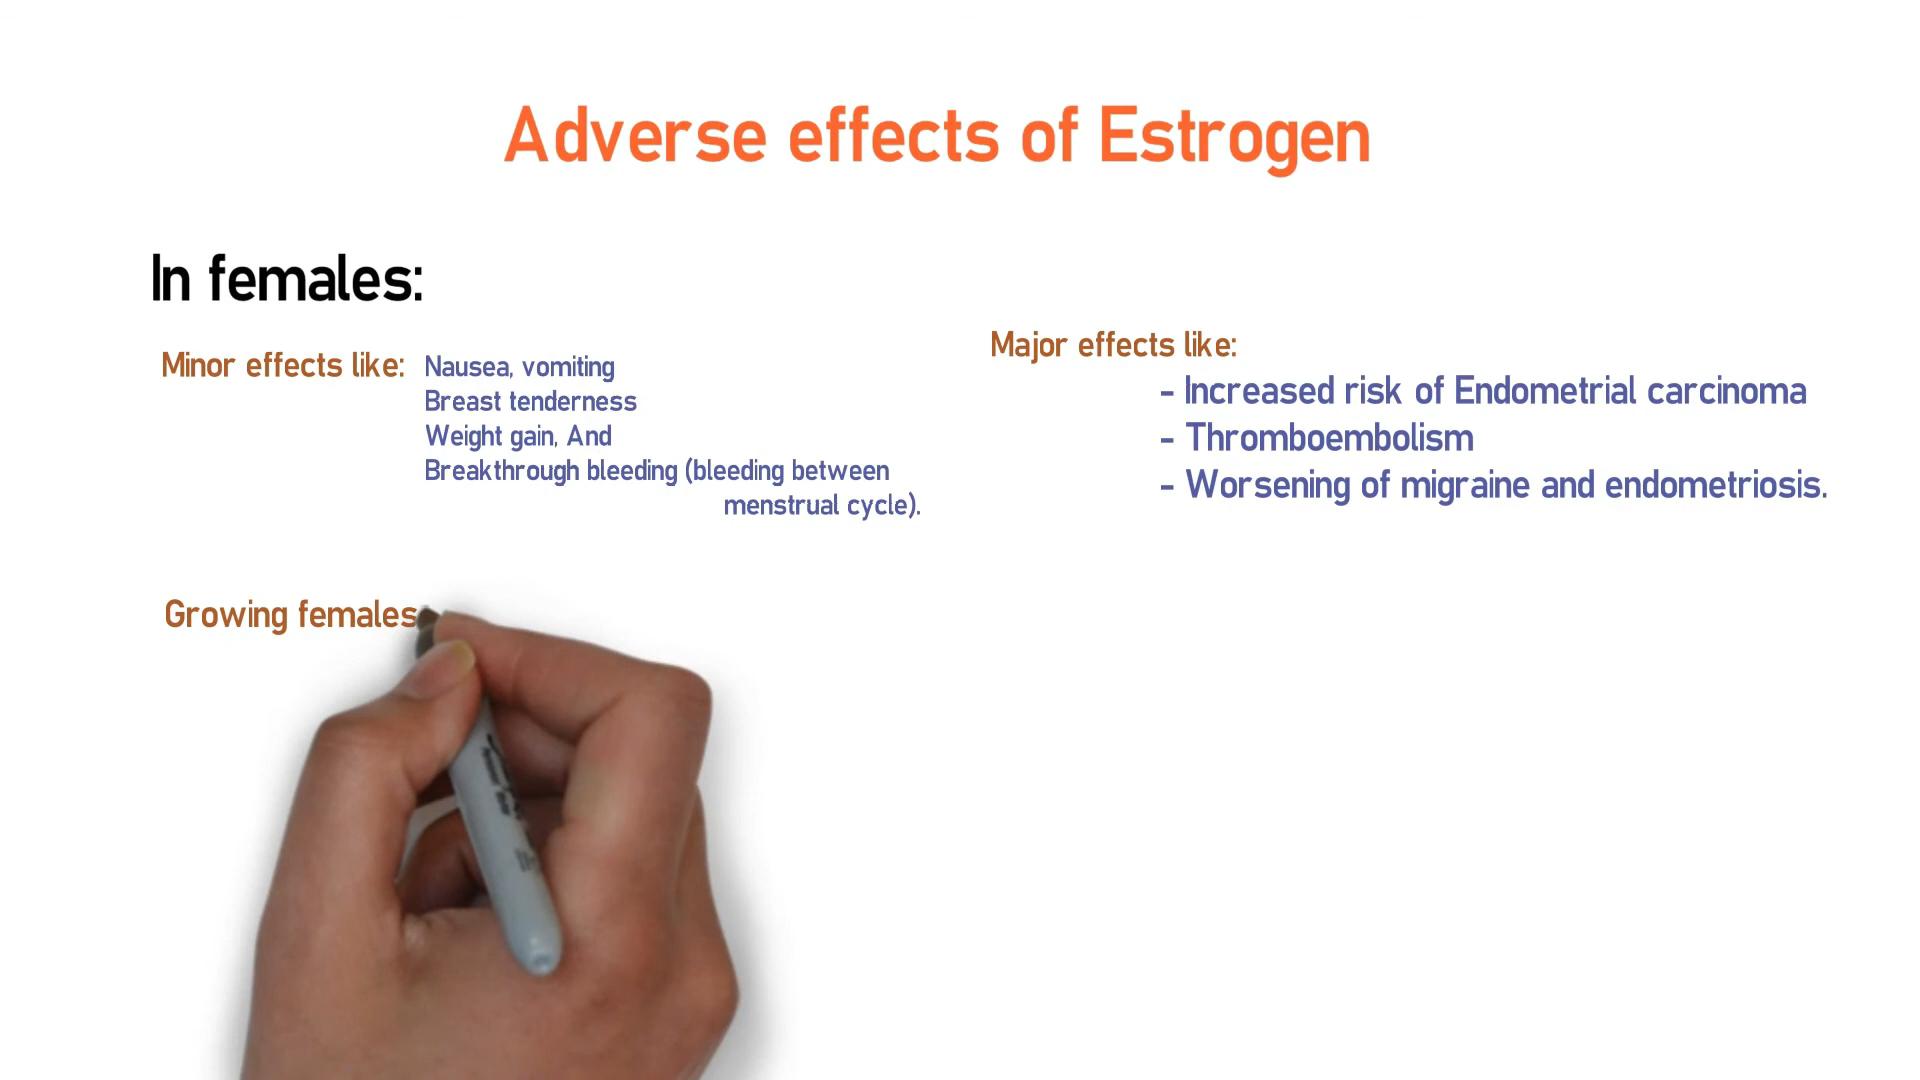 Adverse effects of Estrogen
In females:
Minor effects like: Nausea, vomiting
Breast tenderness
Weight gain, And
Breakthrough bleeding (bleeding between
menstrual cycle).
Major effects like:
- Increased risk of Endometrial carcinoma
- Thromboembolism
- Worsening of migraine and endometriosis.
Growing females